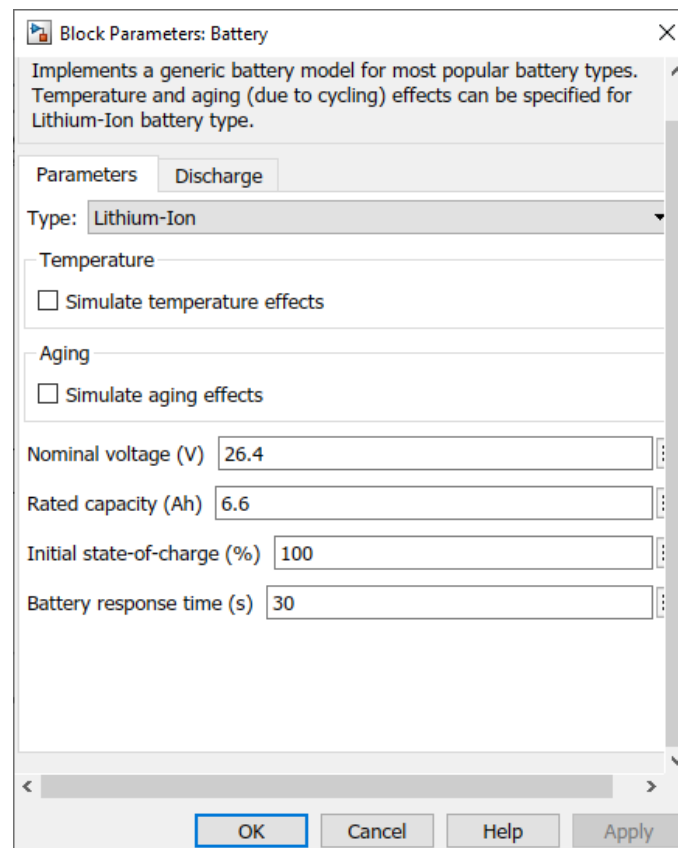 Block Parameters: Battery
Implements a generic battery model for most popular battery types.
Temperature and aging (due to cycling) effects can be specified for
Lithium-Ion battery type.
Parameters Discharge
Type: Lithium-Ion
Temperature
Simulate temperature effects
Aging
Simulate aging effects
Nominal voltage (V) 26.4
Rated capacity (Ah) 6.6
Initial state-of-charge (%) 100
Battery response time (s) 30
OK Cancel Help Apply